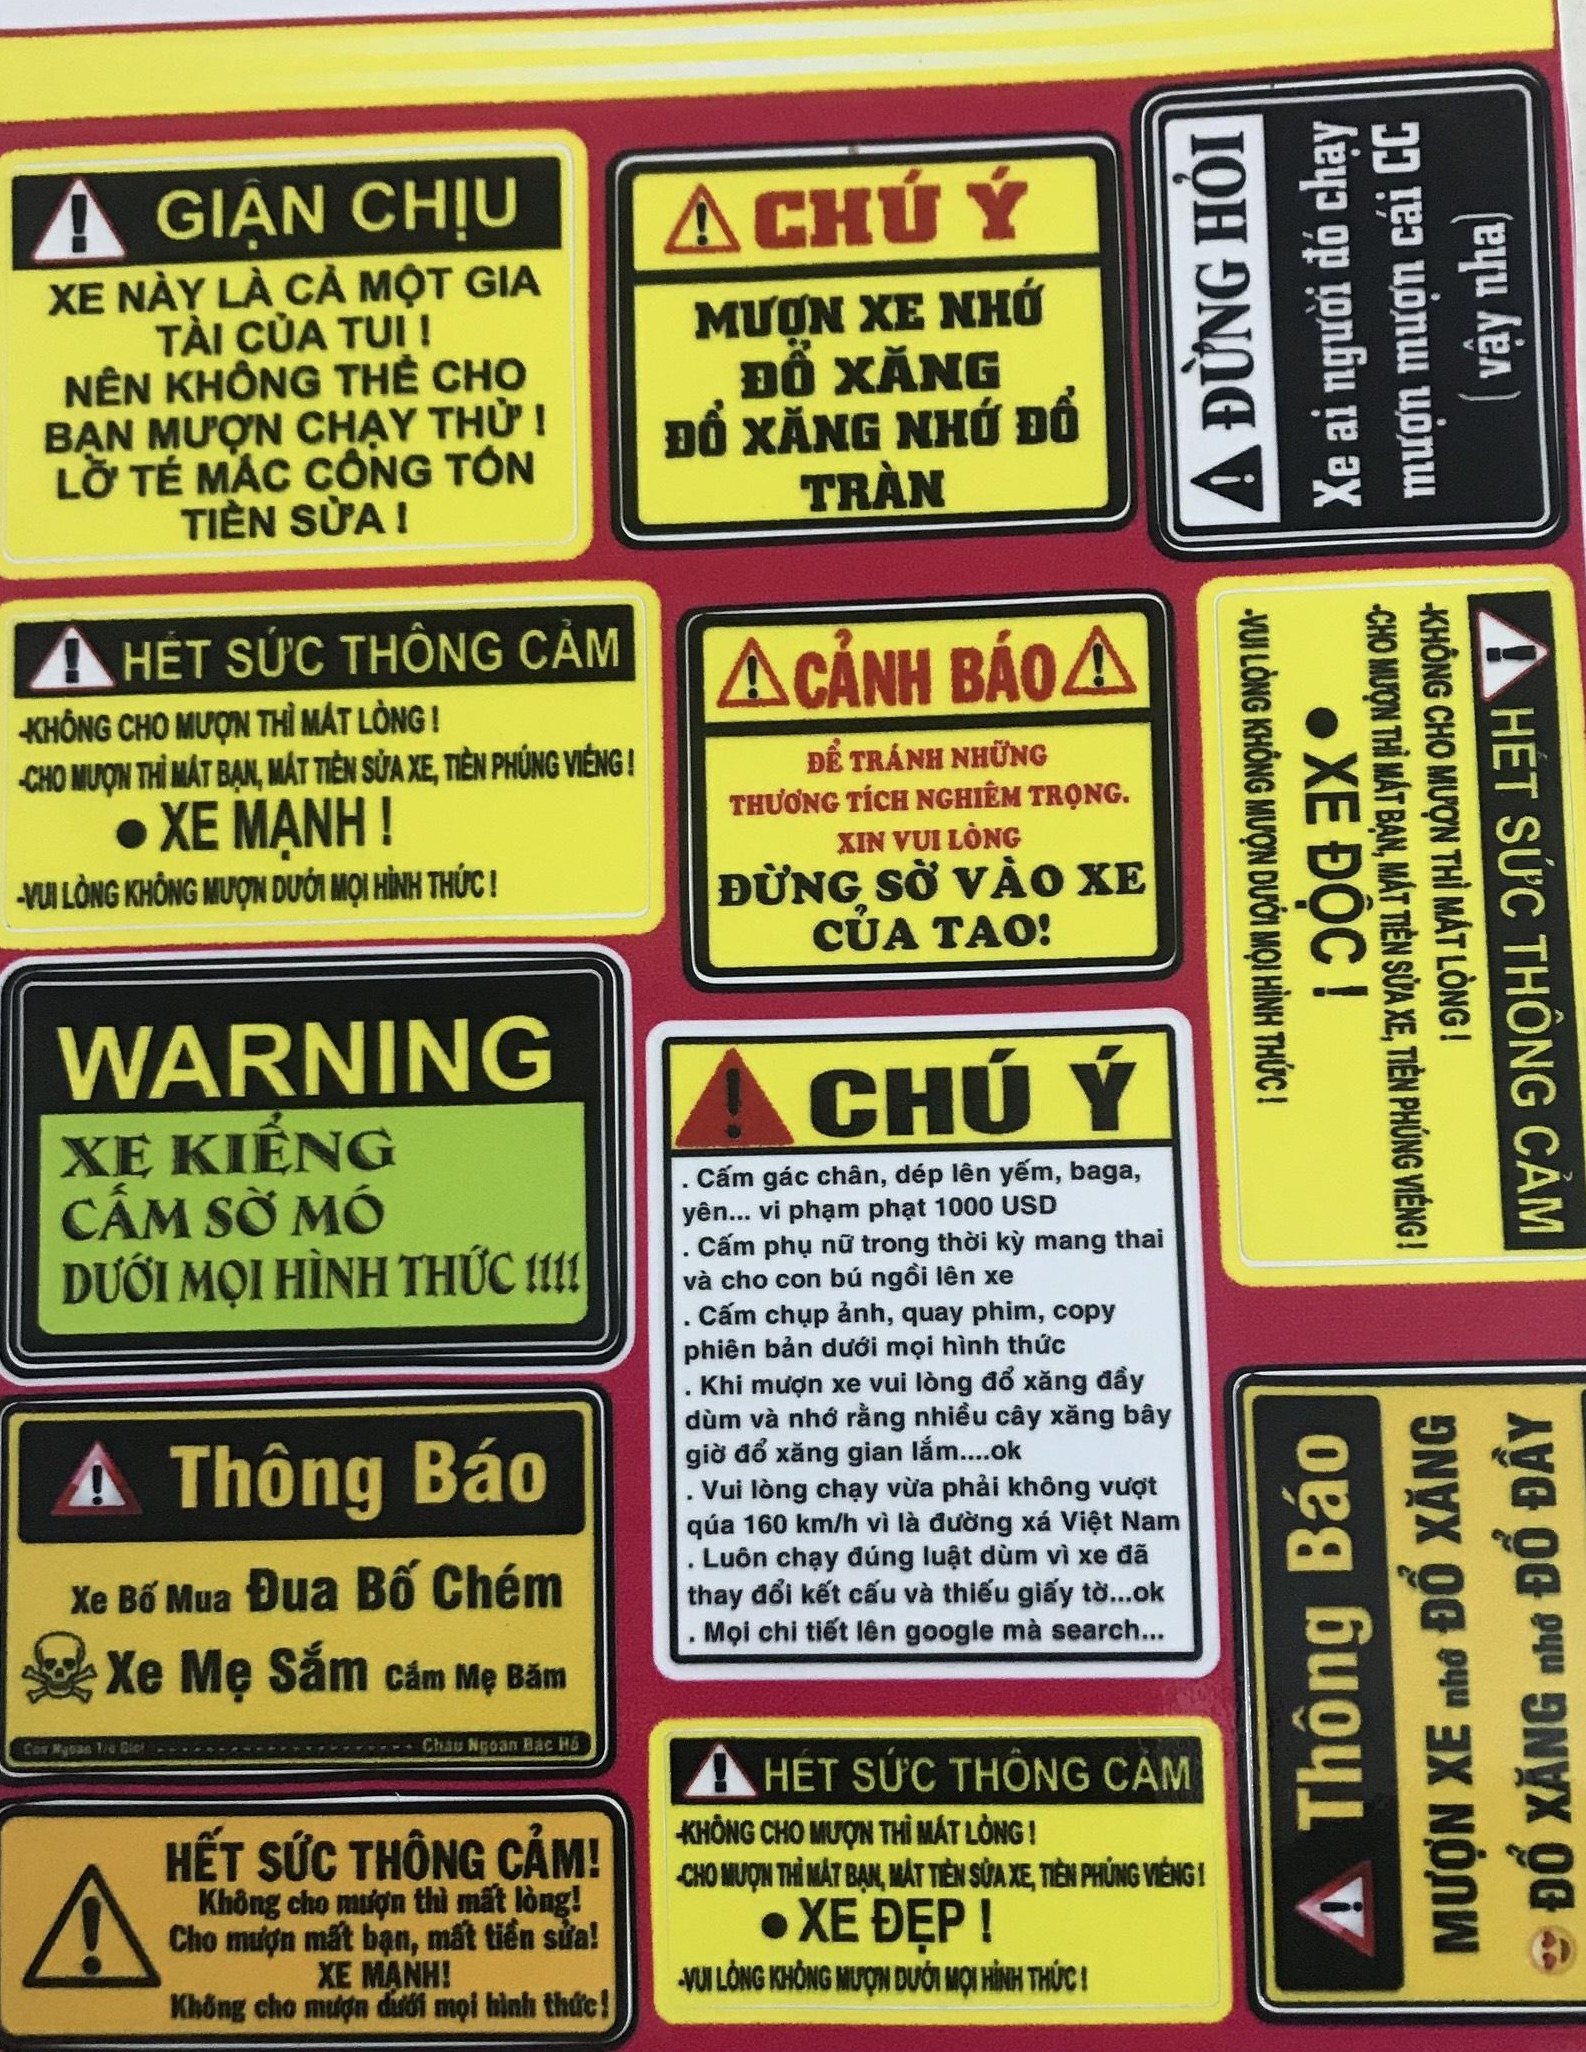 GIẬN CHỊU
XE NÀY LÀ CẢ MỘT GIA
TÀI CỦA TUI !
NÊN KHÔNG THỂ CHO
BẠN MƯỢN CHẠY THỬ !
LỠ TÉ MẮC CÔNG TỐN
TIỀN SỬA !
CHÚ Ý
MƯỢN XE NHỚ
ĐỔ XĂNG
ĐỔ XĂNG NHỚ ĐỔ
TRÀN
ĐỪNG HỎI
Xe ai người đó chạy
mượn mượn cái CC
( vậy nha)
HẾT SỨC THÔNG CẢM
-KHÔNG CHO MƯỢN THÌ MẤT LÒNG !
-CHO MƯỢN THÌ MẤT BẠN, MẤT TIỀN SỬA XE, TIỀN PHÚNG VIẾNG !
● XE MẠNH !
-VUI LÒNG KHÔNG MƯỢN DƯỚI MỌI HÌNH THỨC !
CẢNH BÁO
ĐỂ TRÁNH NHỮNG
THƯƠNG TÍCH NGHIÊM TRỌNG.
XIN VUI LÒNG
ĐỪNG SỜ VÀO XE
CỦA TAO!
HẾT SỨC THÔNG CẢM
-KHÔNG CHO MƯỢN THÌ MẤT LÒNG !
-CHO MƯỢN THÌ MẤT BẠN, MẤT TIỀN SỬA XE, TIỀN PHÚNG VIẾNG !
● XE ĐỘC !
-VUI LÒNG KHÔNG MƯỢN DƯỚI MỌI HÌNH THỨC !
WARNING
XE KIỂNG
CẤM SỜ MÓ
DƯỚI MỌI HÌNH THỨC !!!!
CHÚ Ý
. Cấm gác chân, dép lên yếm, baga,
yên... vi phạm phạt 1000 USD
. Cấm phụ nữ trong thời kỳ mang thai
và cho con bú ngồi lên xe
. Cấm chụp ảnh, quay phim, copy
phiên bản dưới mọi hình thức
. Khi mượn xe vui lòng đổ xăng đầy
dùm và nhớ rằng nhiều cây xăng bây
giờ đổ xăng gian lắm....ok
. Vui lòng chạy vừa phải không vượt
qúa 160 km/h vì là đường xá Việt Nam
. Luôn chạy đúng luật dùm vì xe đã
thay đổi kết cấu và thiếu giấy tờ...ok
. Mọi chi tiết lên google mà search...
Thông Báo
Xe Bố Mua Đua Bố Chém
Xe Mẹ Sắm Cắm Mẹ Băm
Chau Ngoan Bac Hồ
Thông Báo
MƯỢN XE nhớ ĐỔ XĂNG
ĐỔ XĂNG nhớ ĐỔ ĐẦY
HẾT SỨC THÔNG CẢM!
Không cho mượn thì mất lòng!
Cho mượn mất bạn, mất tiền sửa!
XE MẠNH!
Không cho mượn dưới mọi hình thức!
HẾT SỨC THÔNG CẢM
-KHÔNG CHO MƯỢN THÌ MẤT LÒNG !
-CHO MƯỢN THÌ MẤT BẠN, MẤT TIỀN SỬA XE, TIỀN PHÚNG VIẾNG !
● XE ĐẸP !
-VUI LÒNG KHÔNG MƯỢN DƯỚI MỌI HÌNH THỨC !